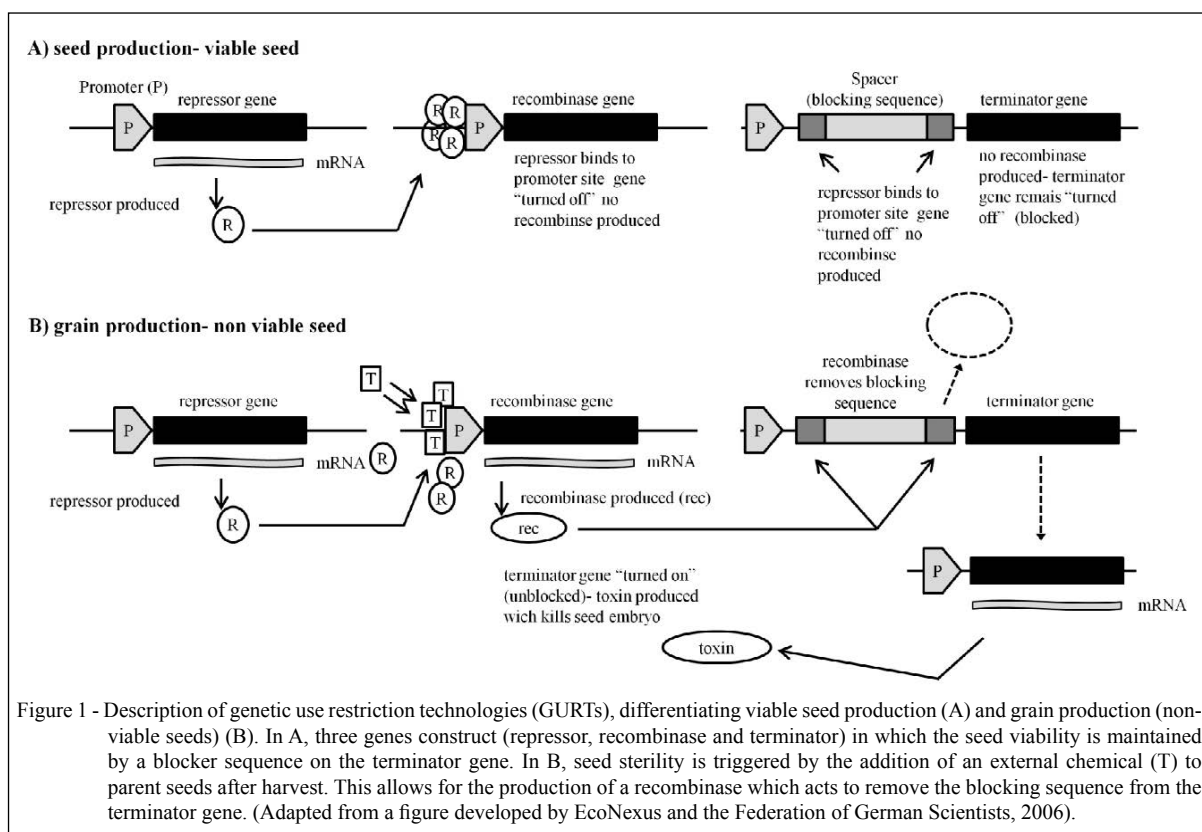 A) seed production- viable seed
Promoter (P)
repressor gene
P
mRNA
repressor produced
R
R
R
R
R
P
recombinase gene
repressor binds to
promoter site gene
"turned off" no
recombinse produced
Spacer
(blocking sequence)
terminator gene
P
repressor binds to
promoter site gene
"turned off" no
recombinse
produced
no recombinase
produced- terminator
gene remais "turned
off" (blocked)
B) grain production- non viable seed
repressor gene
P
mRNA
repressor produced
R
R
T
T
T
T
R
R
P
recombinase gene
mRNA
recombinase produced (rec)
rec
recombinase
removes blocking
sequence
terminator gene
P
terminator gene "turned on"
(unblocked)- toxin produced
wich kills seed embryo
P
mRNA
toxin
Figure 1 - Description of genetic use restriction technologies (GURTs), differentiating viable seed production (A) and grain production (non-
viable seeds) (B). In A, three genes construct (repressor, recombinase and terminator) in which the seed viability is maintained
by a blocker sequence on the terminator gene. In B, seed sterility is triggered by the addition of an external chemical (T) to
parent seeds after harvest. This allows for the production of a recombinase which acts to remove the blocking sequence from the
terminator gene. (Adapted from a figure developed by EcoNexus and the Federation of German Scientists, 2006).